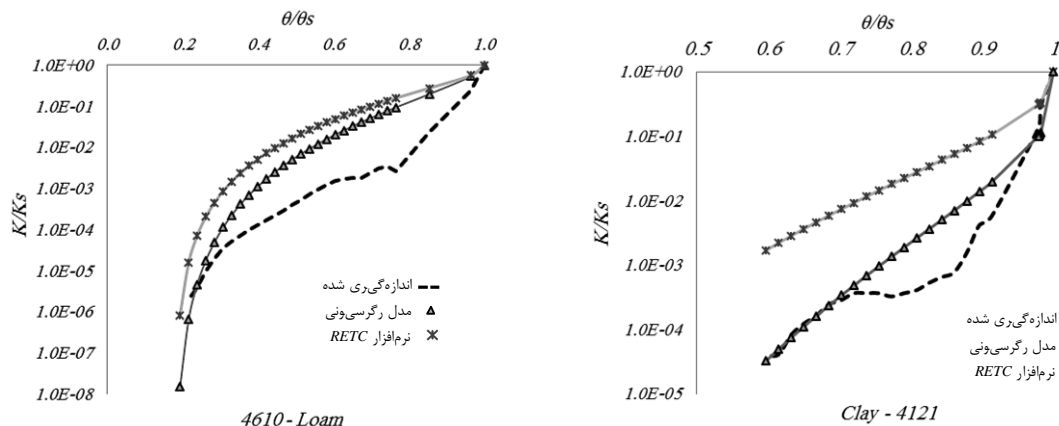 θ/θs
0.0 0.2 0.4 0.6 0.8 1.0
1.0E+00
1.0E-01
1.0E-02
1.0E-03
1.0E-04
1.0E-05
1.0E-06
1.0E-07
1.0E-08
K/Ks
اندازه‌گیری شده
مدل رگرسیونی
نرم‌افزار RETC
4610 - Loam
θ/θs
0.5 0.6 0.7 0.8 0.9 1
1.0E+00
1.0E-01
1.0E-02
1.0E-03
1.0E-04
1.0E-05
K/Ks
اندازه‌گیری شده
مدل رگرسیونی
نرم‌افزار RETC
Clay - 4121